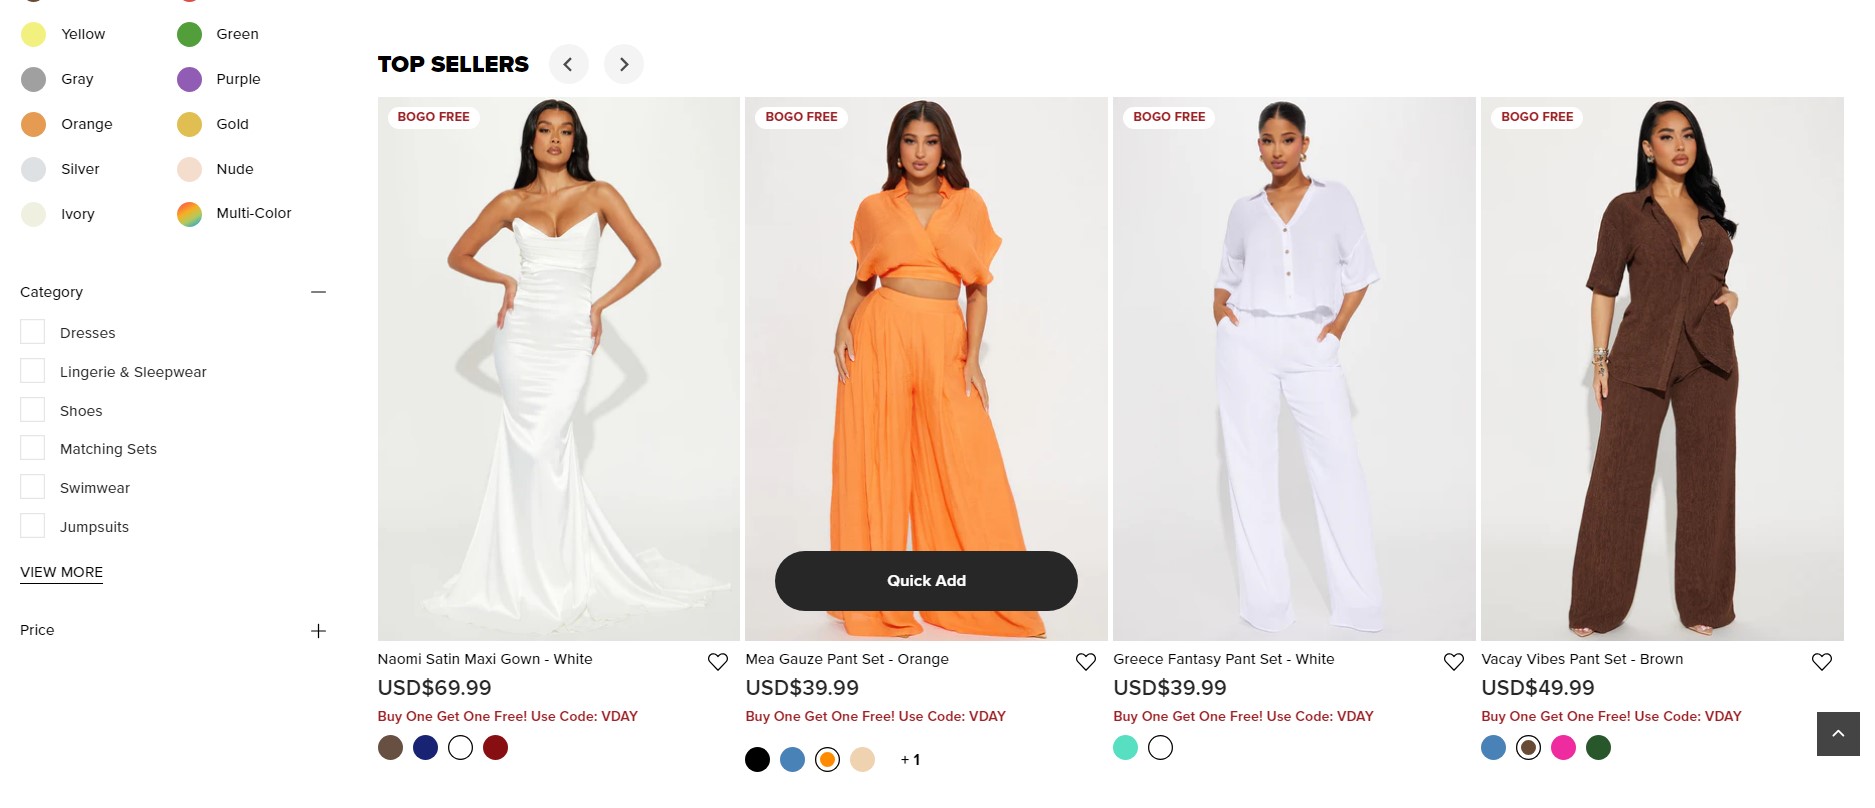 Yellow
Green
Gray
Purple
Orange
Gold
Silver
Nude
Ivory
Multi-Color
Category
Dresses
Lingerie & Sleepwear
Shoes
Matching Sets
Swimwear
Jumpsuits
VIEW MORE
Price
TOP SELLERS
BOGO FREE
BOGO FREE
BOGO FREE
BOGO FREE
Quick Add
Naomi Satin Maxi Gown - White
USD$69.99
Buy One Get One Free! Use Code: VDAY
Mea Gauze Pant Set - Orange
USD$39.99
Buy One Get One Free! Use Code: VDAY
+ 1
Greece Fantasy Pant Set - White
USD$39.99
Buy One Get One Free! Use Code: VDAY
Vacay Vibes Pant Set - Brown
USD$49.99
Buy One Get One Free! Use Code: VDAY